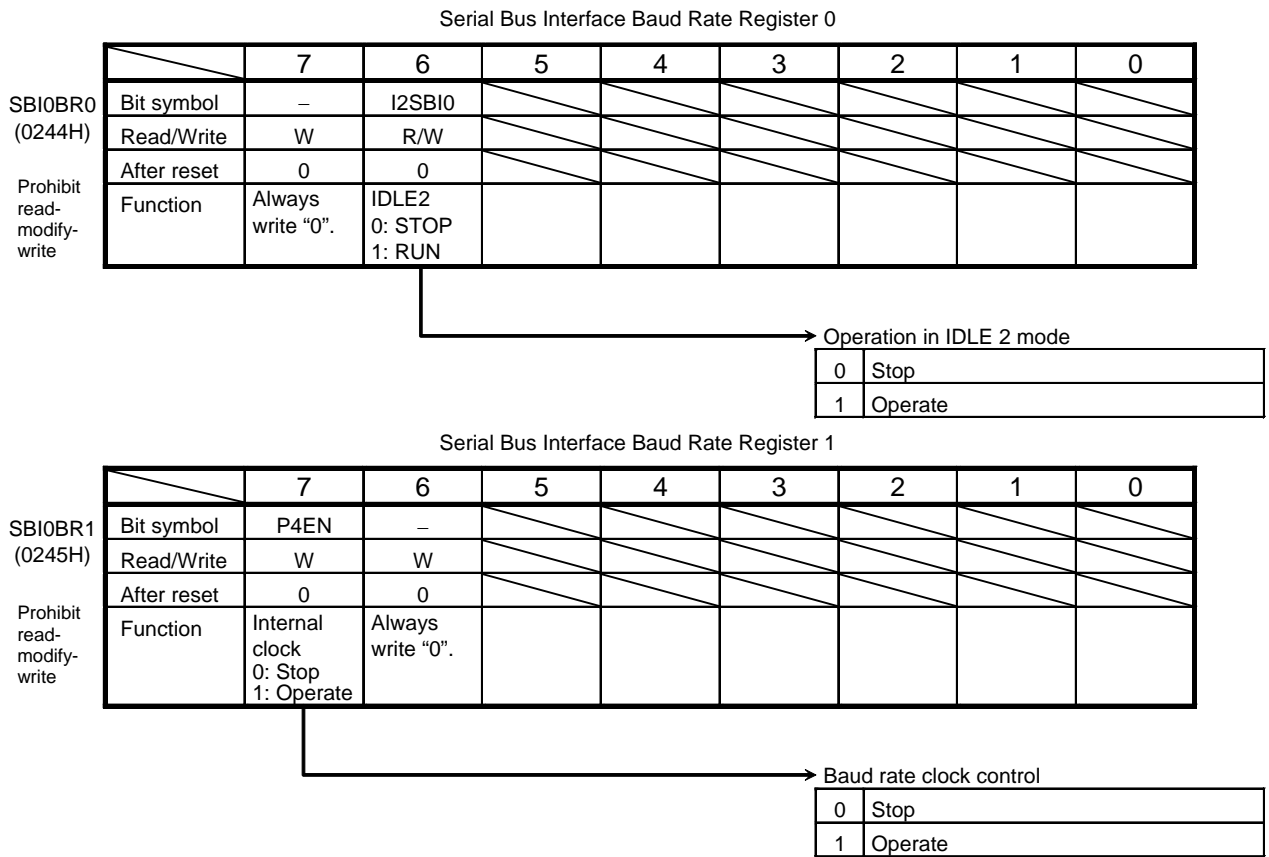 Serial Bus Interface Baud Rate Register 0
7 6 5 4 3 2 1 0
SBI0BR0
(0244H)
Prohibit
read-
modify-
write
Bit symbol − I2SBI0
Read/Write W R/W
After reset 0 0
Function Always IDLE2
write “0”. 0: STOP
1: RUN
Operation in IDLE 2 mode
0 Stop
1 Operate
Serial Bus Interface Baud Rate Register 1
7 6 5 4 3 2 1 0
SBI0BR1
(0245H)
Prohibit
read-
modify-
write
Bit symbol P4EN −
Read/Write W W
After reset 0 0
Function Internal Always
clock write “0”.
0: Stop
1: Operate
Baud rate clock control
0 Stop
1 Operate